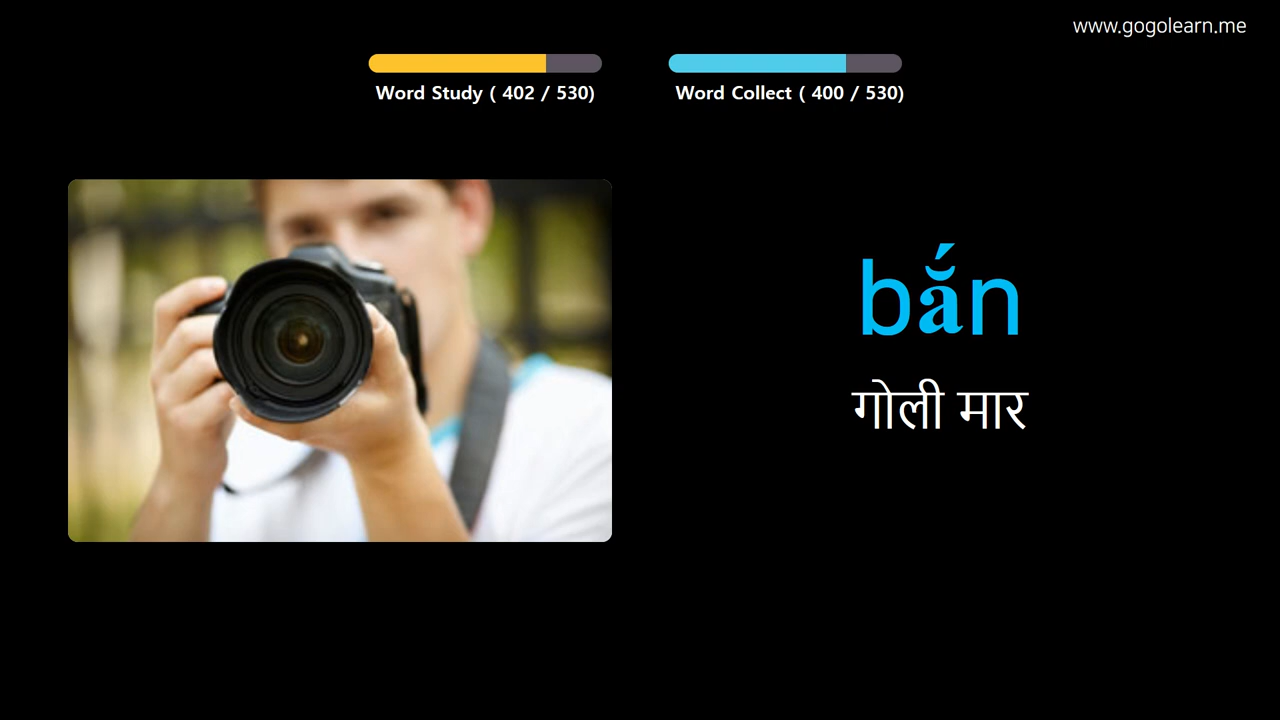 www.gogolearn.me
Word Study ( 402 / 530)
Word Collect ( 400 / 530)
bắn
गोली मार